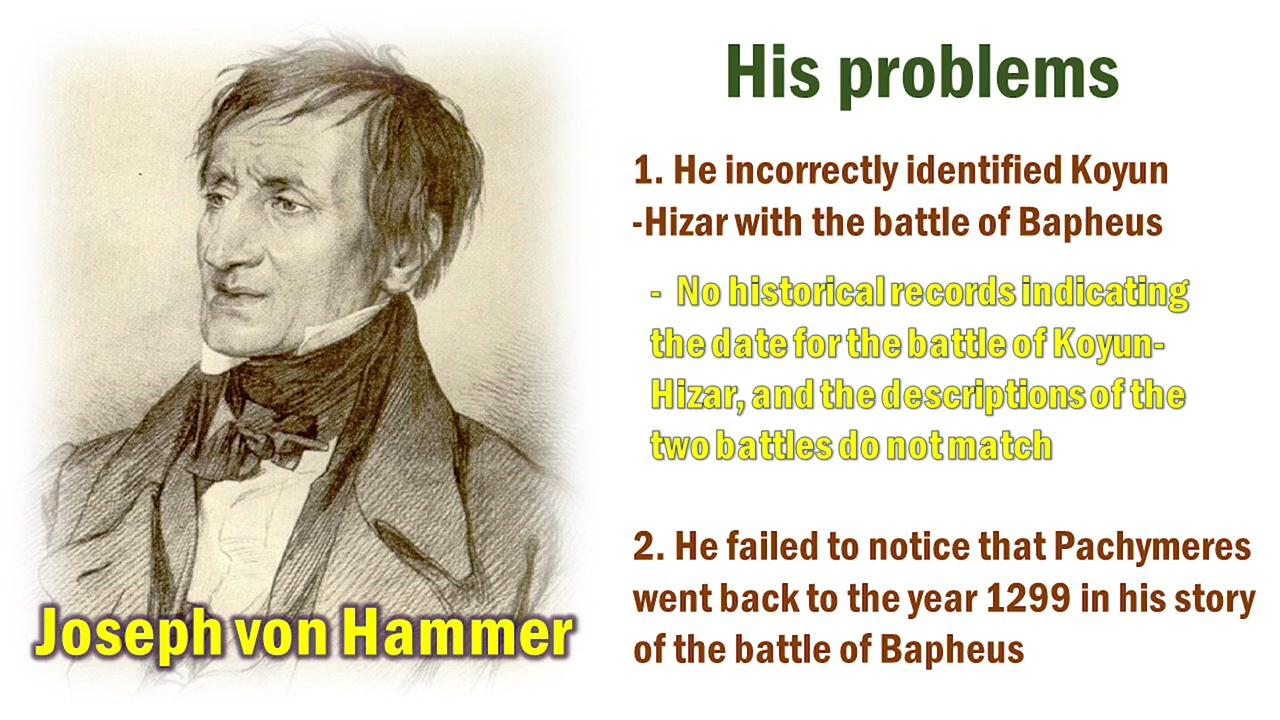 His problems
1. He incorrectly identified Koyun
-Hizar with the battle of Bapheus
- No historical records indicating
the date for the battle of Koyun-
Hizar, and the descriptions of the
two battles do not match
2. He failed to notice that Pachymeres
went back to the year 1299 in his story
of the battle of Bapheus
Joseph von Hammer